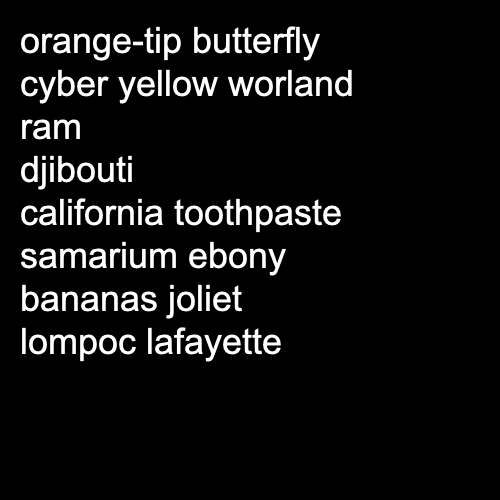 orange-tip butterfly
cyber yellow worland
ram
djibouti
california toothpaste
samarium ebony
bananas joliet
lompoc lafayette